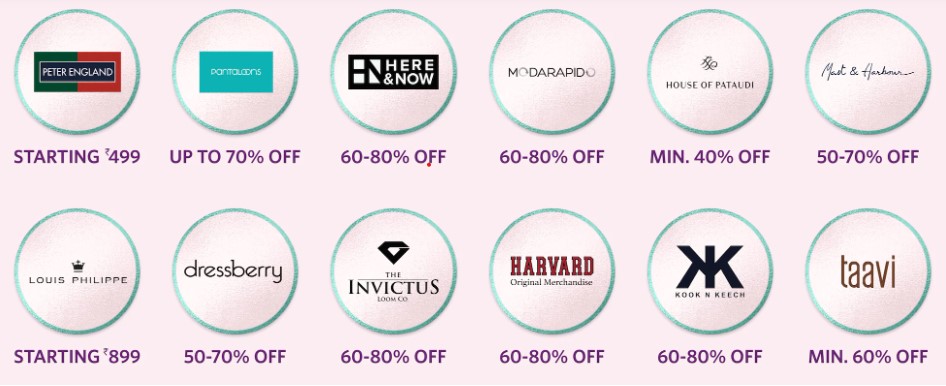 PETER ENGLAND
pantaloons
HERE
&NOW
MODARAPIDO
HOUSE OF PATAUDI
Mast & Harbour
STARTING ₹499
UP TO 70% OFF
60-80% OFF
60-80% OFF
MIN. 40% OFF
50-70% OFF
LOUIS PHILIPPE
dressberry
THE
INVICTUS
LOOM CO
HARVARD
Original Merchandise
KOOK N KEECH
taavi
STARTING ₹899
50-70% OFF
60-80% OFF
60-80% OFF
60-80% OFF
MIN. 60% OFF